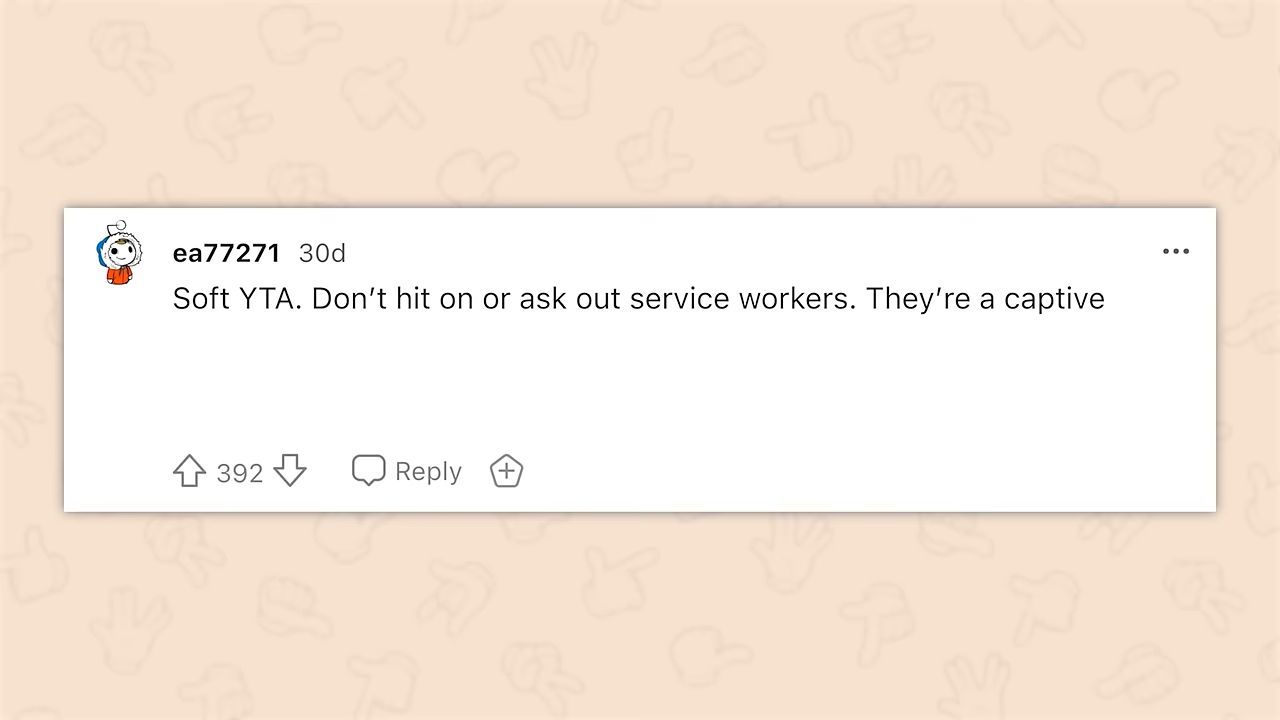 ea77271 30d
Soft YTA. Don’t hit on or ask out service workers. They’re a captive
392 Reply